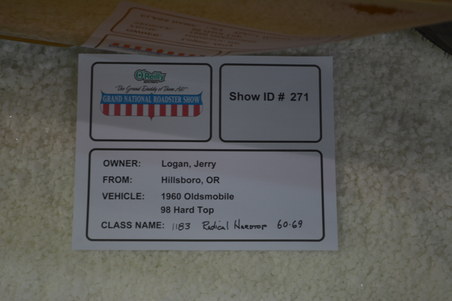 O'Reilly
"The Grand Daddy of Them All"
GRAND NATIONAL ROADSTER SHOW
Show ID # 271
OWNER: Logan, Jerry
FROM: Hillsboro, OR
VEHICLE: 1960 Oldsmobile
98 Hard Top
CLASS NAME: 1183 Radical Hardtop 60-69